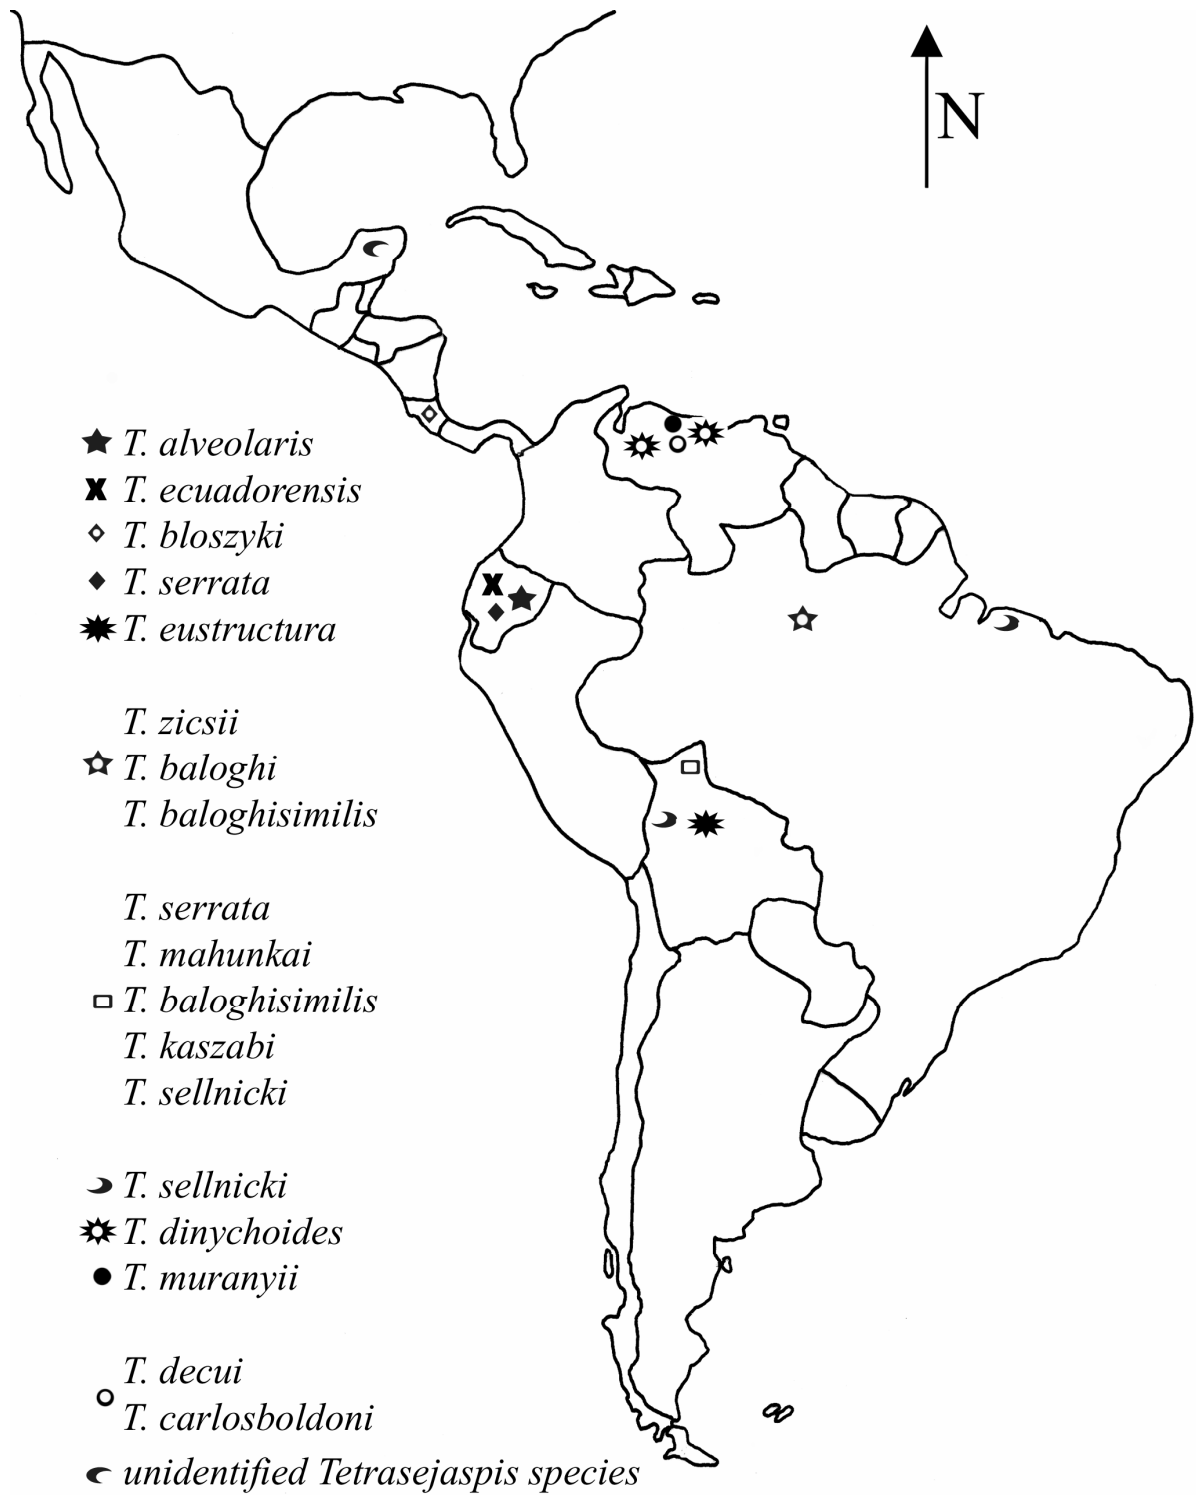 N
T. alveolaris
T. ecuadorensis
T. bloszyki
T. serrata
T. eustructura
T. zicsii
T. baloghi
T. baloghisimilis
T. serrata
T. mahunkai
T. baloghisimilis
T. kaszabi
T. sellnicki
T. sellnicki
T. dinychoides
T. muranyii
T. decui
T. carlosboldoni
unidentified Tetrasejaspis species